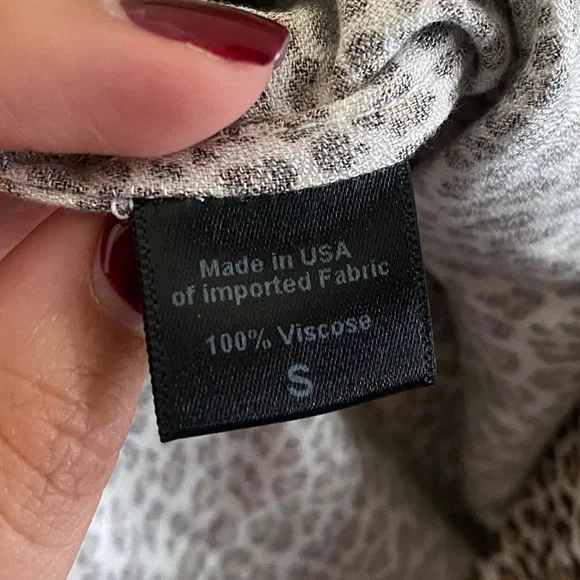 Made in USA
of imported Fabric
100% Viscose
S